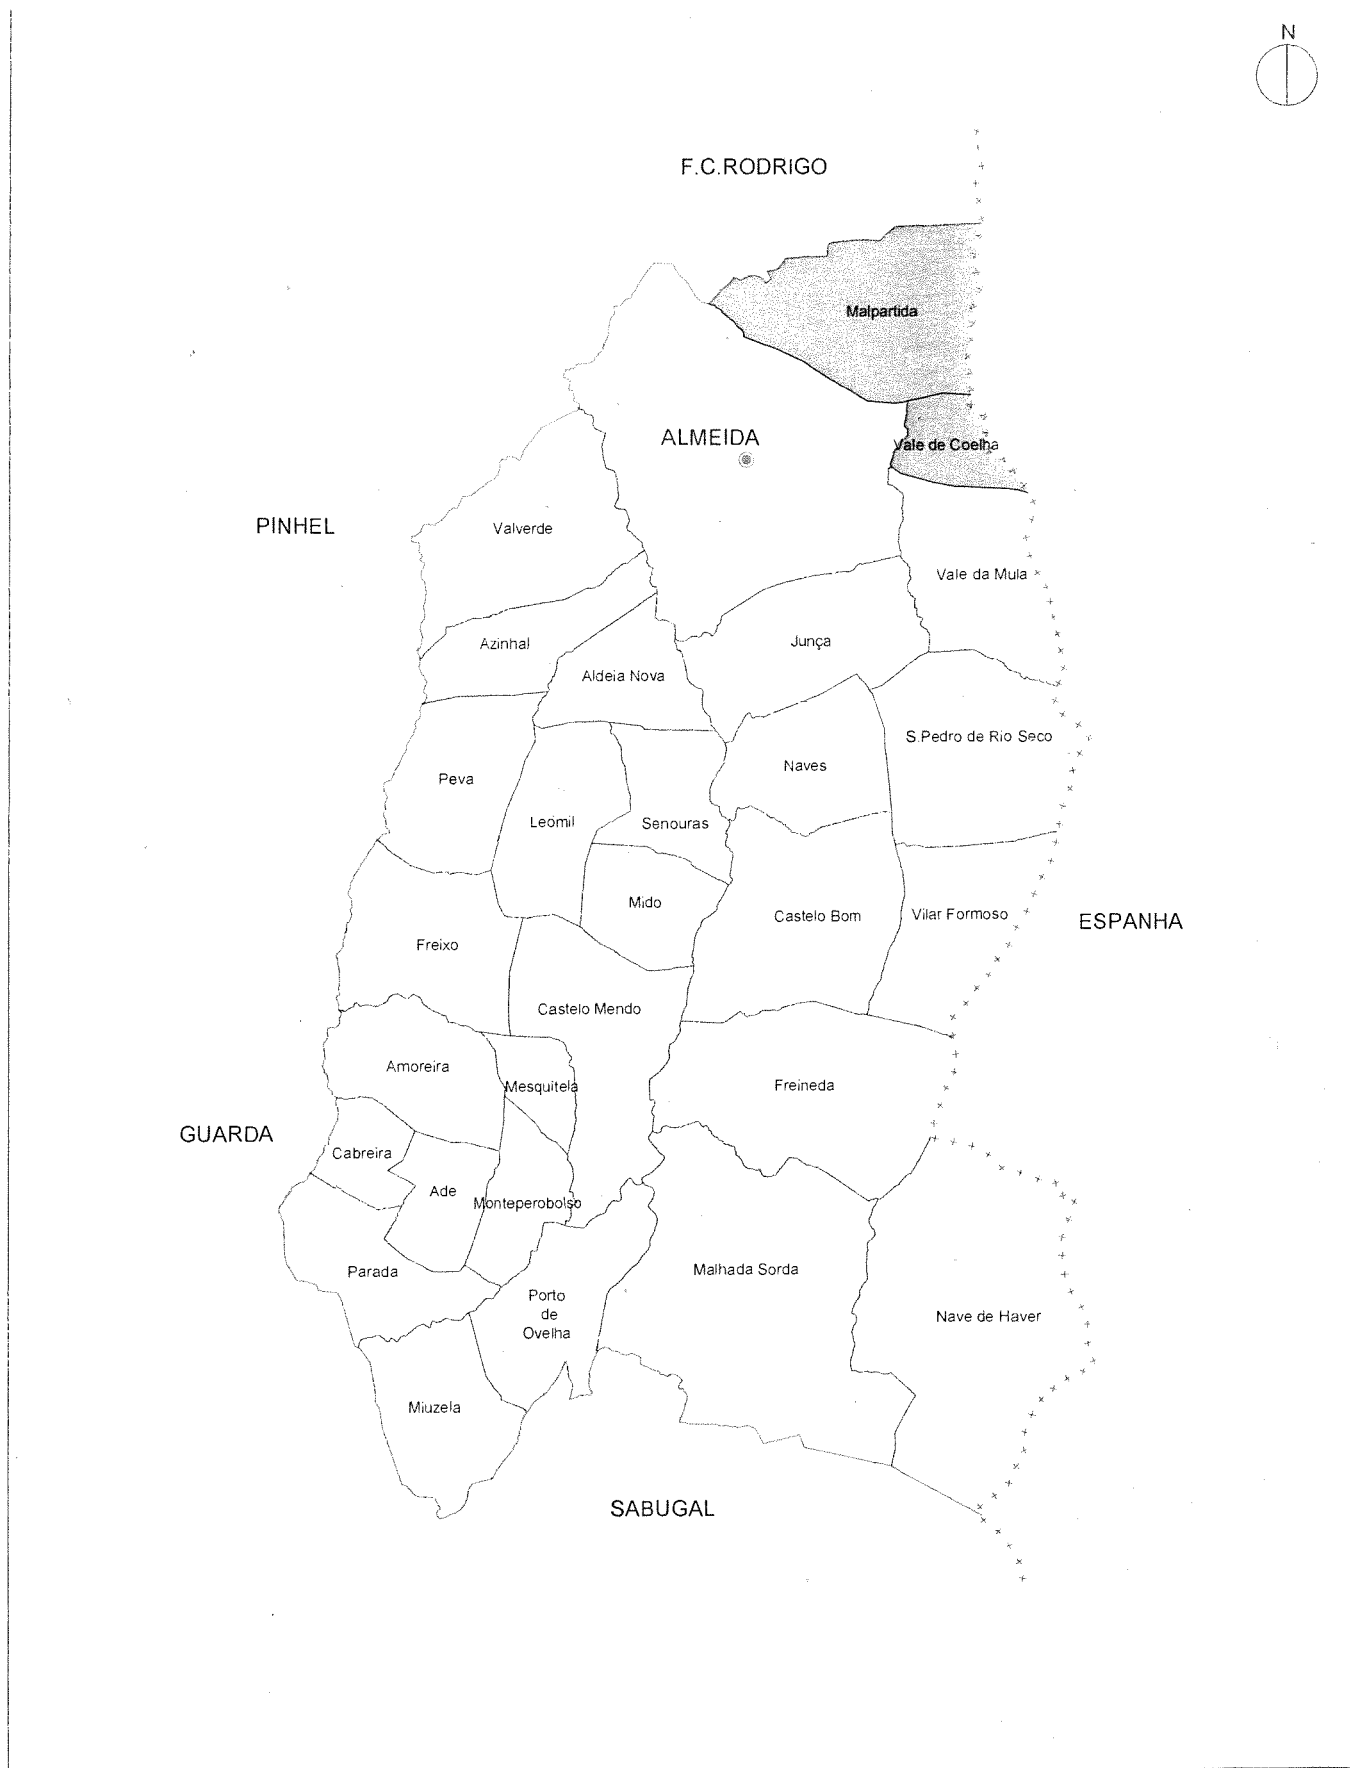 N
F.C.RODRIGO
Malpartida
ALMEIDA
Vale de Coelha
PINHEL
Valverde
Vale da Mula
Azinhal
Junça
Aldeia Nova
S.Pedro de Rio Seco
Naves
Peva
Leomil
Senouras
Mido
Castelo Bom
Vilar Formoso
ESPANHA
Freixo
Castelo Mendo
Amoreira
Mesquitela
Freineda
GUARDA
Cabreira
Ade
Monteperobolso
Parada
Malhada Sorda
Porto
de
Ovelha
Nave de Haver
Miuzela
SABUGAL